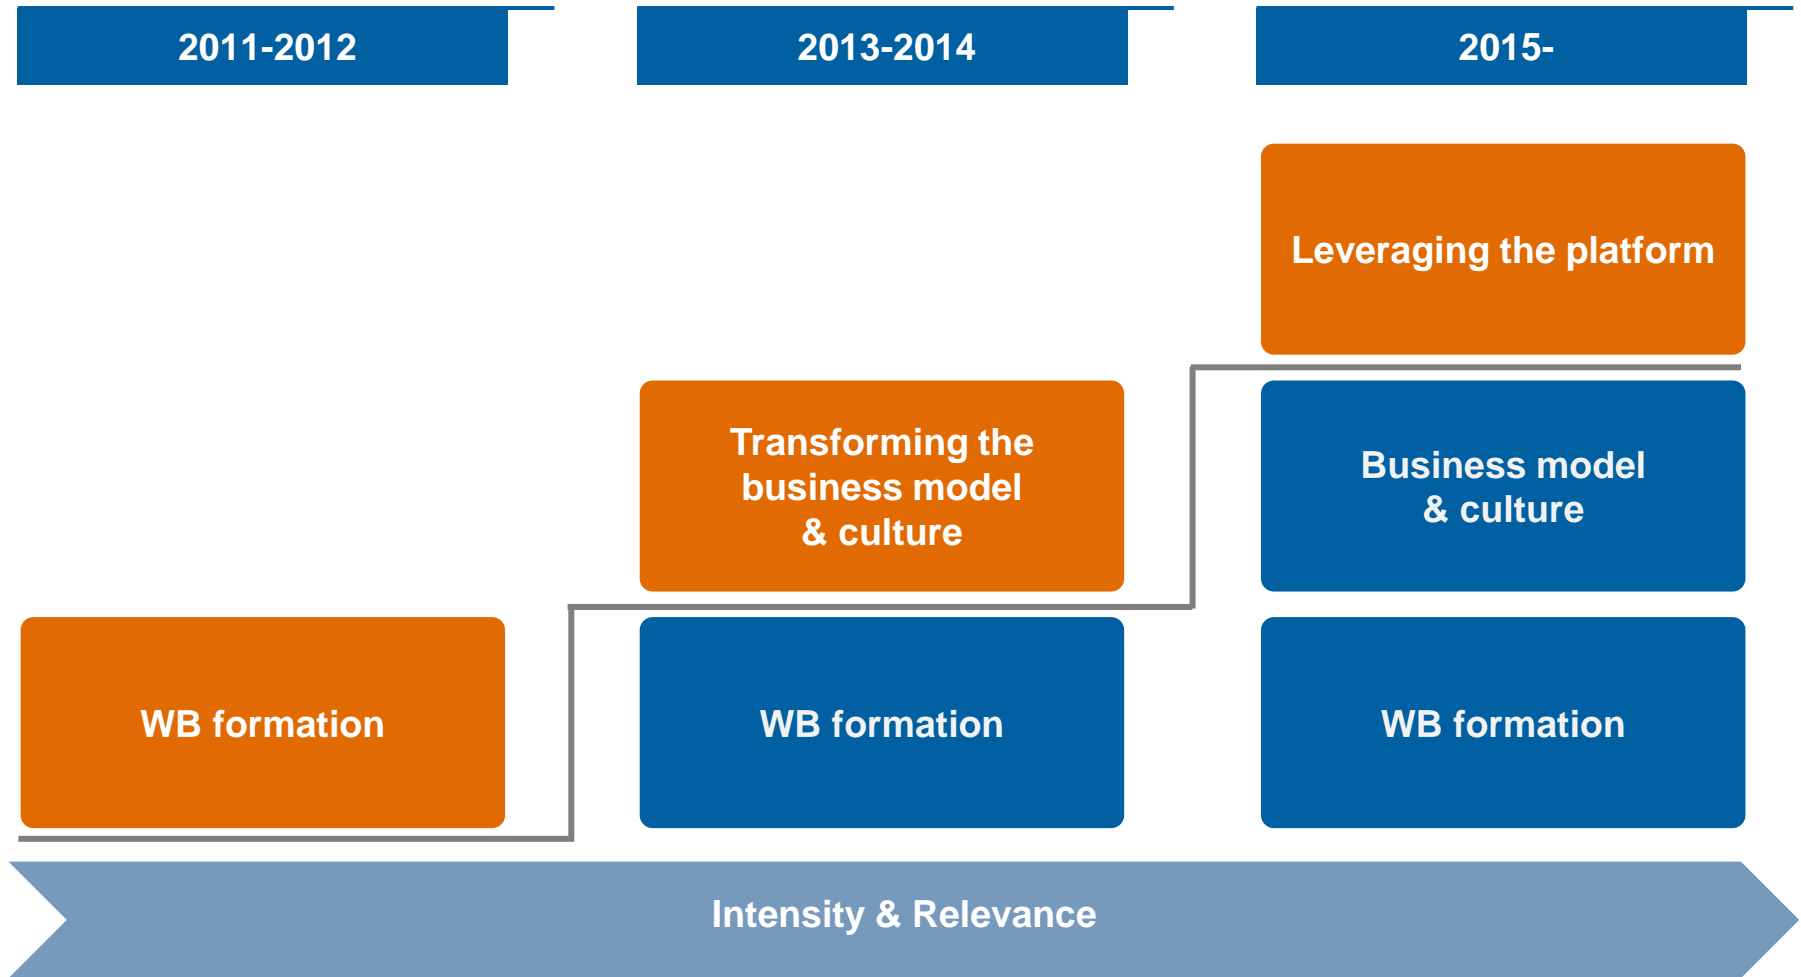 2011-2012
2013-2014
2015-
Leveraging the platform
Transforming the
business model
& culture
Business model
& culture
WB formation
WB formation
WB formation
Intensity & Relevance